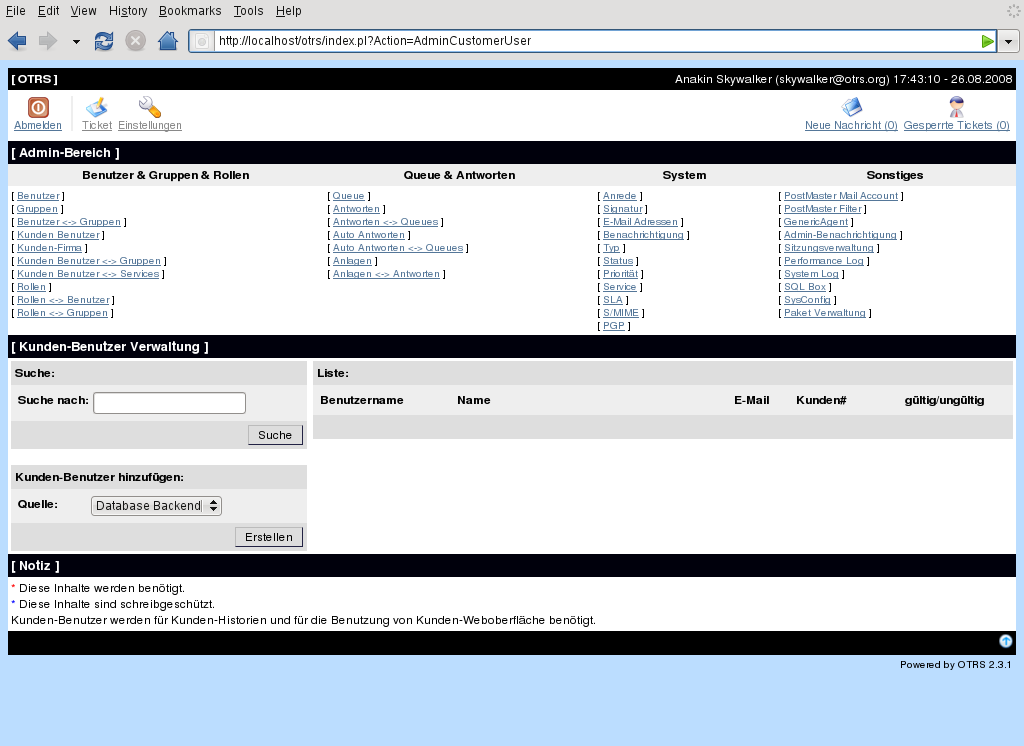 File Edit View History Bookmarks Tools Help
http://localhost/otrs/index.pl?Action=AdminCustomerUser
[ OTRS ] Anakin Skywalker (skywalker@otrs.org) 17:43:10 - 26.08.2008
Abmelden Ticket Einstellungen Neue Nachricht (0) Gesperrte Tickets (0)
[ Admin-Bereich ]
Benutzer & Gruppen & Rollen Queue & Antworten System Sonstiges
[ Benutzer ] [ Queue ] [ Anrede ] [ PostMaster Mail Account ]
[ Gruppen ] [ Antworten ] [ Signatur ] [ PostMaster Filter ]
[ Benutzer <-> Gruppen ] [ Antworten <-> Queues ] [ E-Mail Adressen ] [ GenericAgent ]
[ Kunden Benutzer ] [ Auto Antworten ] [ Benachrichtigung ] [ Admin-Benachrichtigung ]
[ Kunden-Firma ] [ Auto Antworten <-> Queues ] [ Typ ] [ Sitzungsverwaltung ]
[ Kunden Benutzer <-> Gruppen ] [ Anlagen ] [ Status ] [ Performance Log ]
[ Kunden Benutzer <-> Services ] [ Anlagen <-> Antworten ] [ Priorität ] [ System Log ]
[ Rollen ] [ Service ] [ SQL Box ]
[ Rollen <-> Benutzer ] [ SLA ] [ SysConfig ]
[ Rollen <-> Gruppen ] [ S/MIME ] [ Paket Verwaltung ]
[ PGP ]
[ Kunden-Benutzer Verwaltung ]
Suche: Liste:
Suche nach: Benutzername Name E-Mail Kunden# gültig/ungültig
Suche
Kunden-Benutzer hinzufügen:
Quelle: Database Backend
Erstellen
[ Notiz ]
* Diese Inhalte werden benötigt.
* Diese Inhalte sind schreibgeschützt.
Kunden-Benutzer werden für Kunden-Historien und für die Benutzung von Kunden-Weboberfläche benötigt.
Powered by OTRS 2.3.1